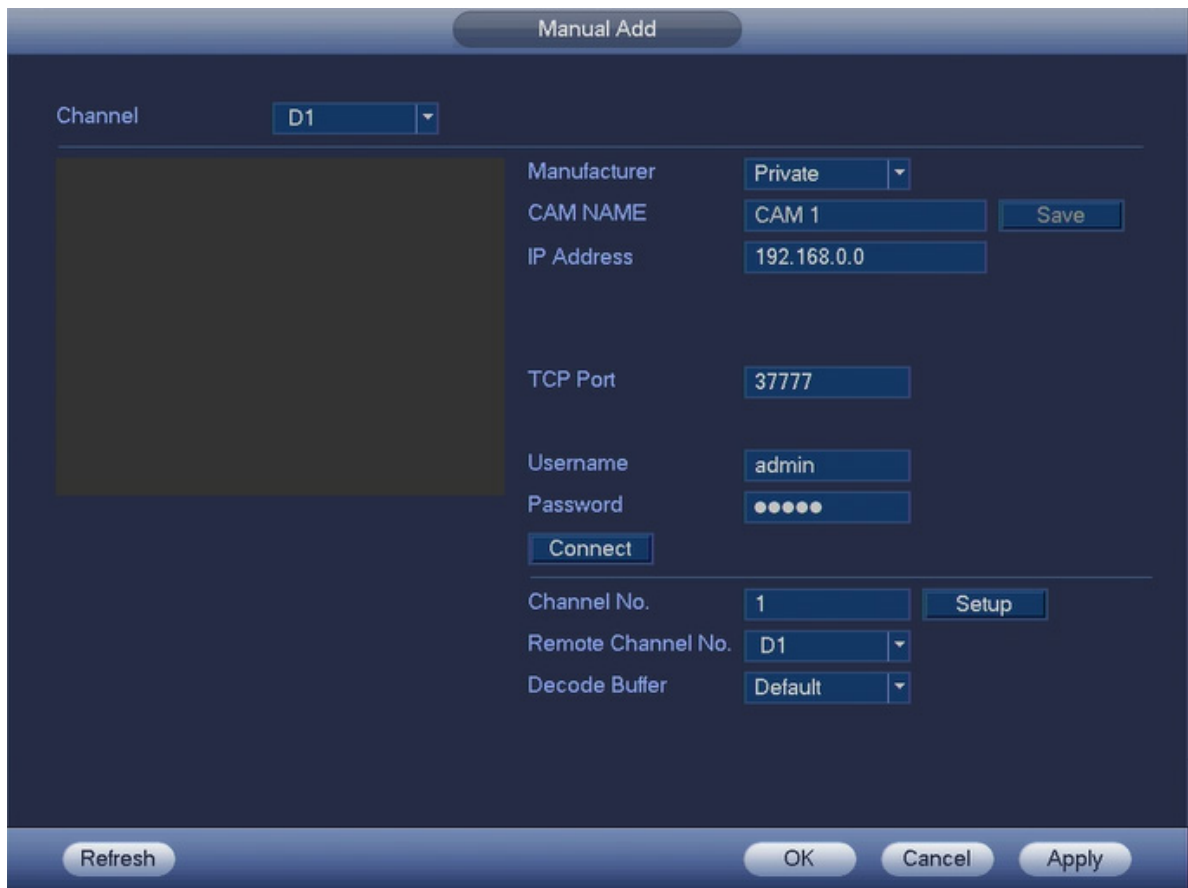 Manual Add
Channel D1
Manufacturer Private
CAM NAME CAM 1 Save
IP Address 192.168.0.0
TCP Port 37777
Username admin
Password ●●●●●
Connect
Channel No. 1 Setup
Remote Channel No. D1
Decode Buffer Default
Refresh OK Cancel Apply